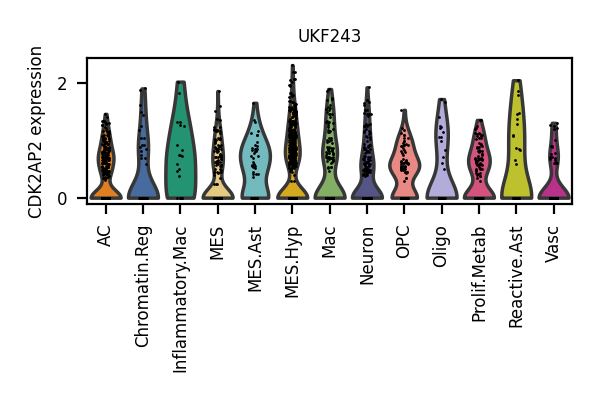 UKF243
CDK2AP2 expression
2
0
AC
Chromatin.Reg
Inflammatory.Mac
MES
MES.Ast
MES.Hyp
Mac
Neuron
OPC
Oligo
Prolif.Metab
Reactive.Ast
Vasc